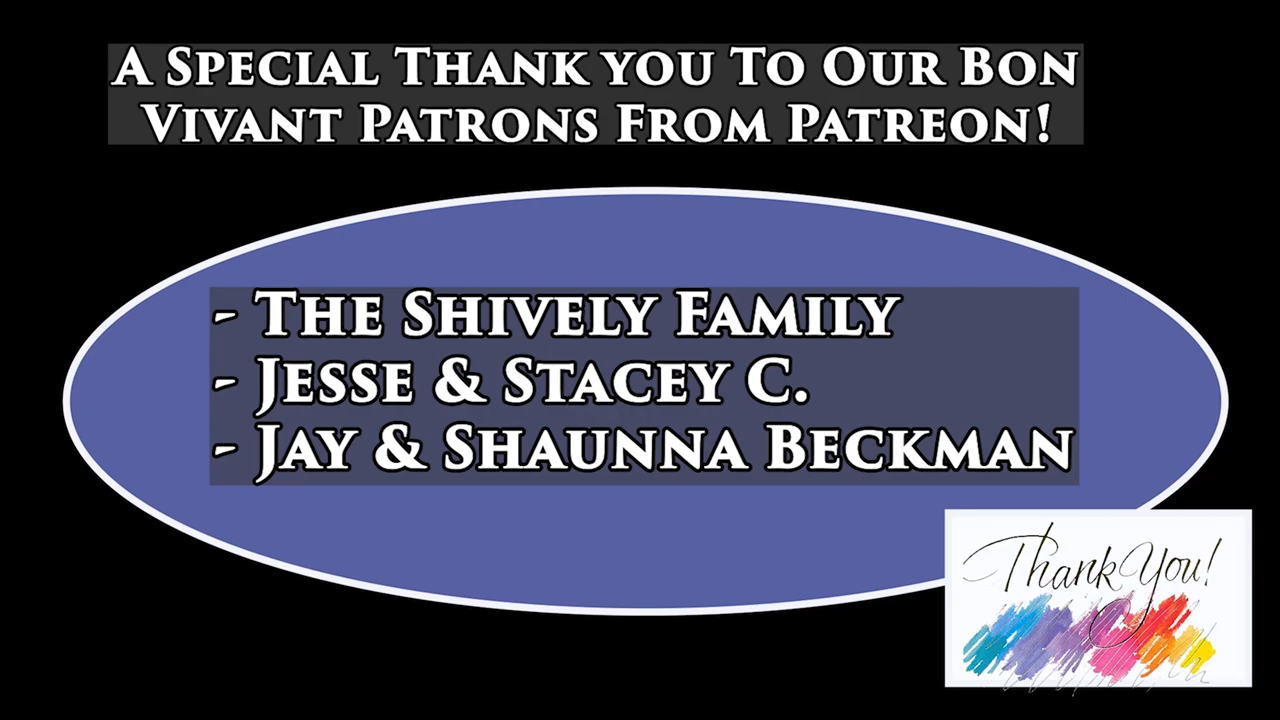 A Special Thank you To Our Bon
Vivant Patrons From Patreon!
- The Shively Family
- Jesse & Stacey C.
- Jay & Shaunna Beckman
Thank You!